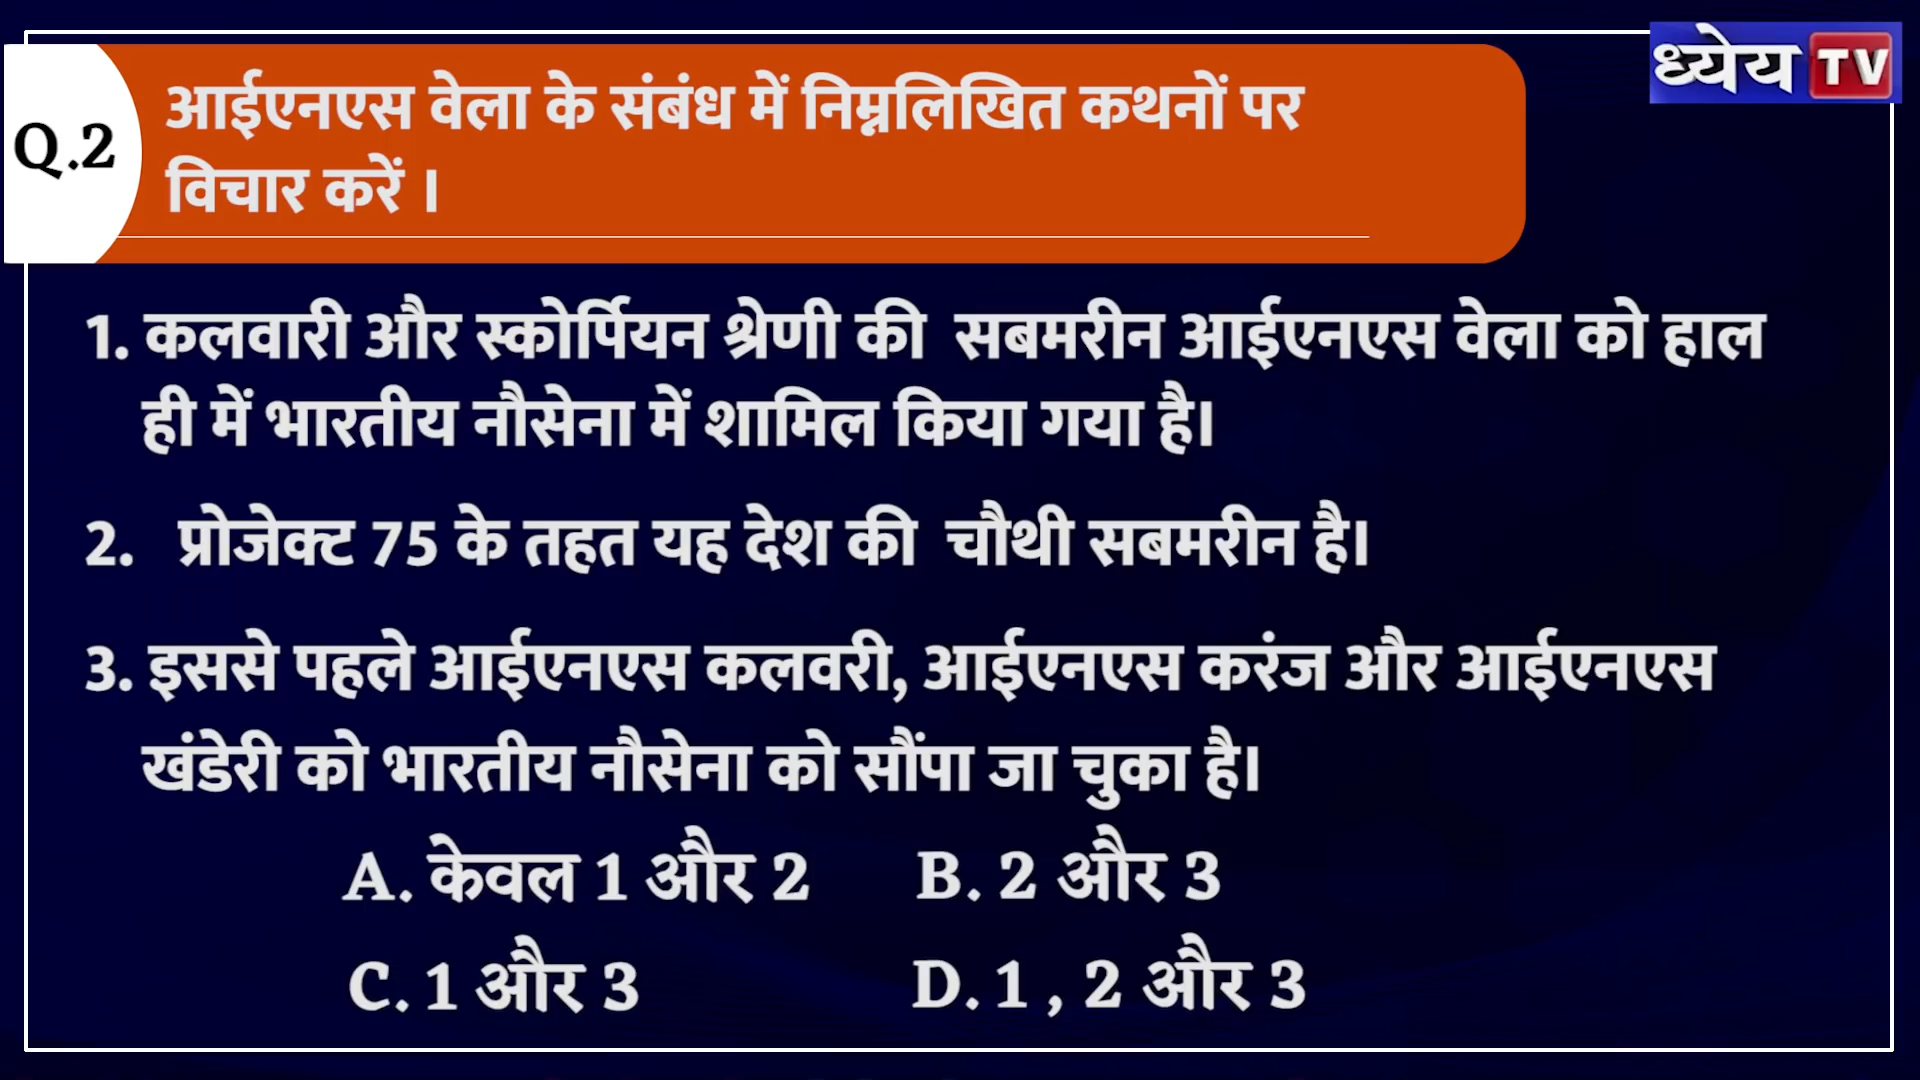 ध्येय TV
Q.2
आईएनएस वेला के संबंध में निम्नलिखित कथनों पर
विचार करें ।
1. कलवारी और स्कोर्पियन श्रेणी की सबमरीन आईएनएस वेला को हाल
ही में भारतीय नौसेना में शामिल किया गया है।
2. प्रोजेक्ट 75 के तहत यह देश की चौथी सबमरीन है।
3. इससे पहले आईएनएस कलवरी, आईएनएस करंज और आईएनएस
खंडेरी को भारतीय नौसेना को सौंपा जा चुका है।
A. केवल 1 और 2 B. 2 और 3
C. 1 और 3 D. 1 , 2 और 3